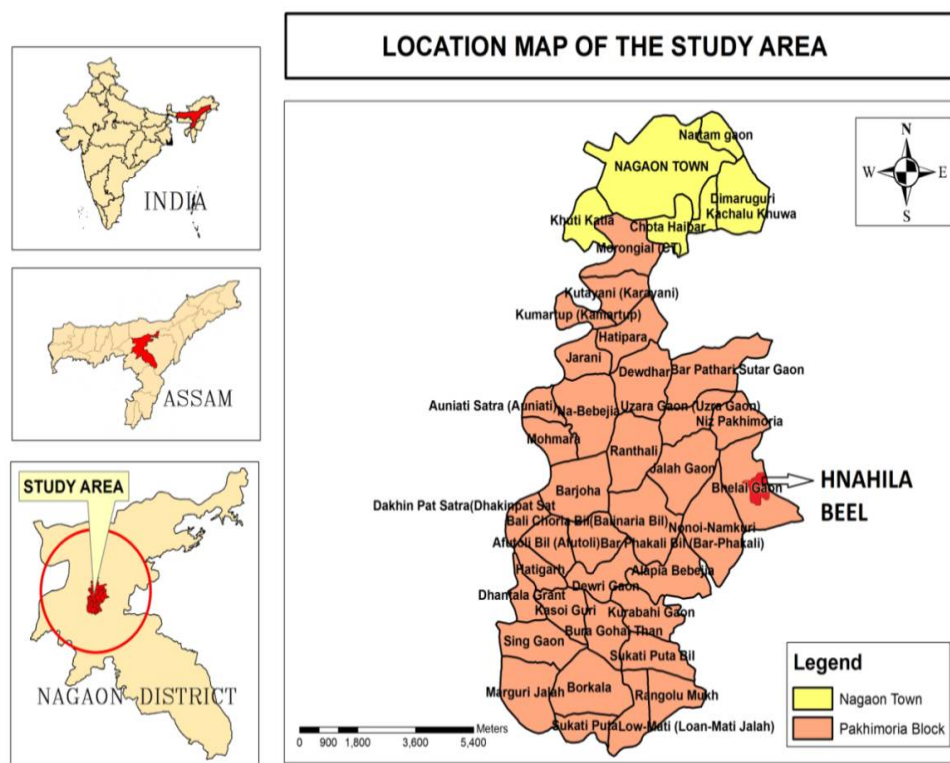 LOCATION MAP OF THE STUDY AREA
INDIA
ASSAM
STUDY AREA
NAGAON DISTRICT
N
W E
S
Nartam gaon
NAGAON TOWN
Dimaruguri
Kachalu Khuwa
Khuti Katia
Chota Haibar
Morongial (CT)
Kutayani (Karayani)
Kumartup (Kamartup)
Hatipara
Jarani
Dewdhar
Bar Pathari
Sutar Gaon
Auniati Satra (Auniati)
Na-Bebejia
Uzara Gaon (Uzra Gaon)
Niz Pakhimoria
Mohmara
Ranthali
Jalah Gaon
Bhelai Gaon
HNAHILA
BEEL
Barjoha
Dakhin Pat Satra(Dhakinpat Sat
Bali Choria Bil(Balinaria Bil)
Nonoi-Namkuri
Afutoli Bil (Afutoli)
Bar Phakali Bil (Bar-Phakali)
Hatigarh
Alapia Bebejia
Dewri Gaon
Dhantala Grant
Kasoi Guri
Kurabahi Gaon
Bura Gohai Than
Sing Gaon
Sukati Puta Bil
Marguri Jalah
Borkala
Rangolu Mukh
Sukati Puta
Low-Mati (Loan-Mati Jalah)
Meters
0 900 1,800 3,600 5,400
Legend
Nagaon Town
Pakhimoria Block